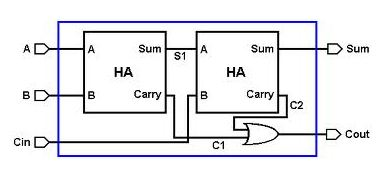 A A Sum S1 A Sum Sum
HA HA
B B Carry B Carry C2
Cin C1 Cout